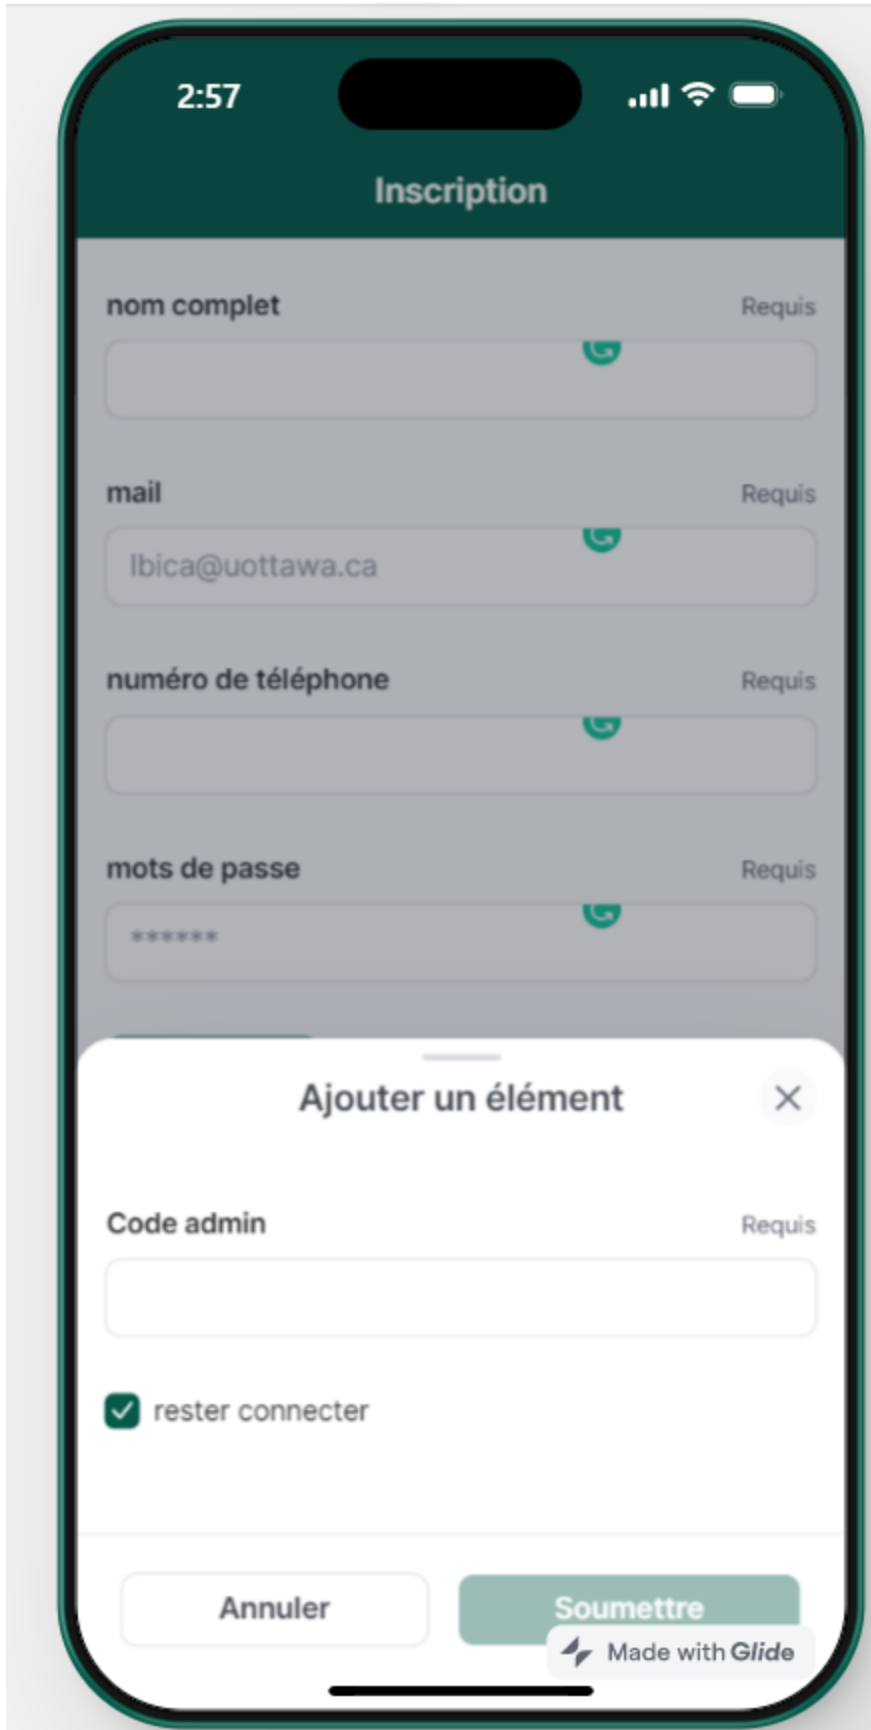 2:57
Inscription
nom complet Requis
mail Requis
lbica@uottawa.ca
numéro de téléphone Requis
mots de passe Requis
******
Ajouter un élément
Code admin Requis
rester connecter
Annuler Soumettre
Made with Glide